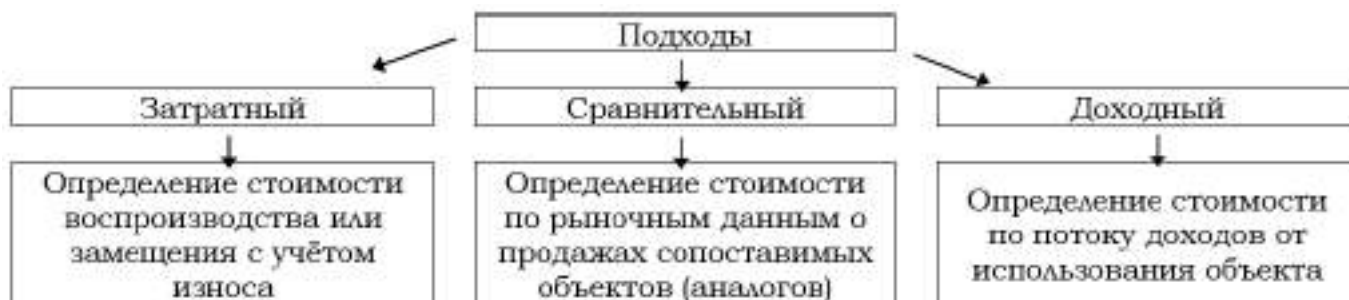 Подходы
Затратный
Сравнительный
Доходный
Определение стоимости
воспроизводства или
замещения с учётом
износа
Определение стоимости
по рыночным данным о
продажах сопоставимых
объектов (аналогов)
Определение стоимости
по потоку доходов от
использования объекта